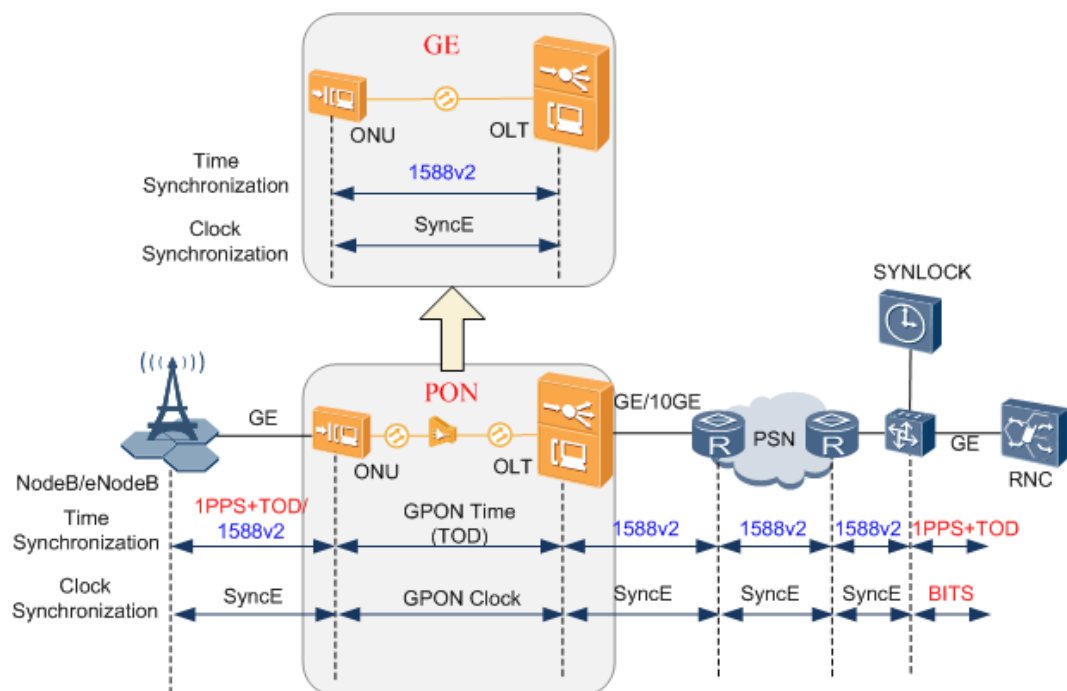 GE
ONU
OLT
Time
Synchronization
1588v2
Clock
Synchronization
SyncE
SYNLOCK
PON
GE
GE/10GE
R
PSN
R
GE
ONU
OLT
NodeB/eNodeB
RNC
Time
Synchronization
1PPS+TOD/
1588v2
GPON Time
(TOD)
1588v2
1588v2
1588v2
1PPS+TOD
Clock
Synchronization
SyncE
GPON Clock
SyncE
SyncE
SyncE
BITS